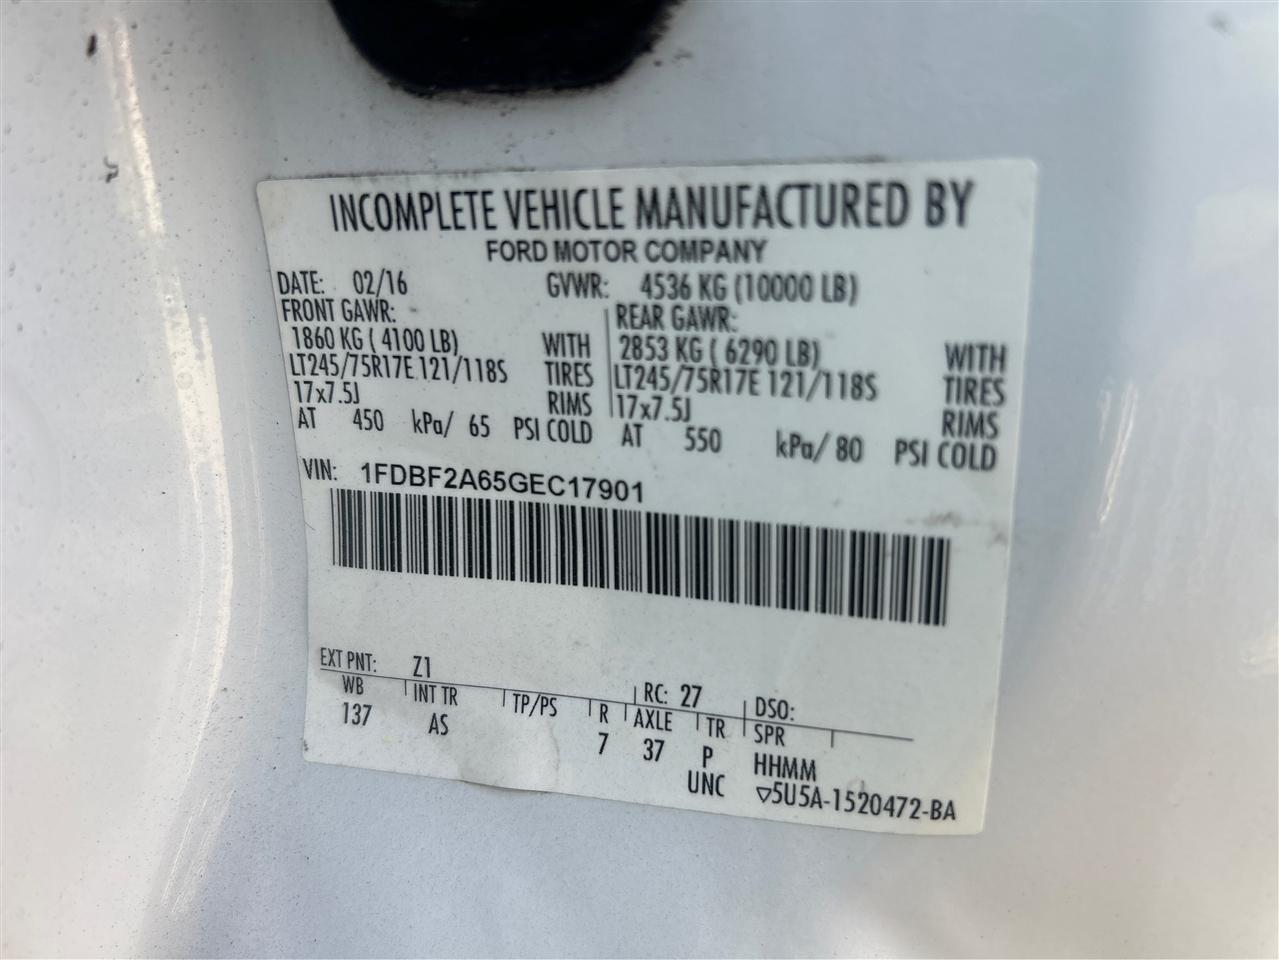 INCOMPLETE VEHICLE MANUFACTURED BY
FORD MOTOR COMPANY
DATE: 02/16 GVWR: 4536 KG (10000 LB)
FRONT GAWR: REAR GAWR:
1860 KG ( 4100 LB) WITH 2853 KG ( 6290 LB) WITH
LT245/75R17E 121/118S TIRES LT245/75R17E 121/118S TIRES
17x7.5J RIMS 17x7.5J RIMS
AT 450 kPa/ 65 PSI COLD AT 550 kPa/ 80 PSI COLD
VIN: 1FDBF2A65GEC17901
EXT PNT: Z1 RC: 27 DSO:
WB INT TR TP/PS R AXLE TR SPR
137 AS 7 37 P HHMM
UNC ▽5U5A-1520472-BA